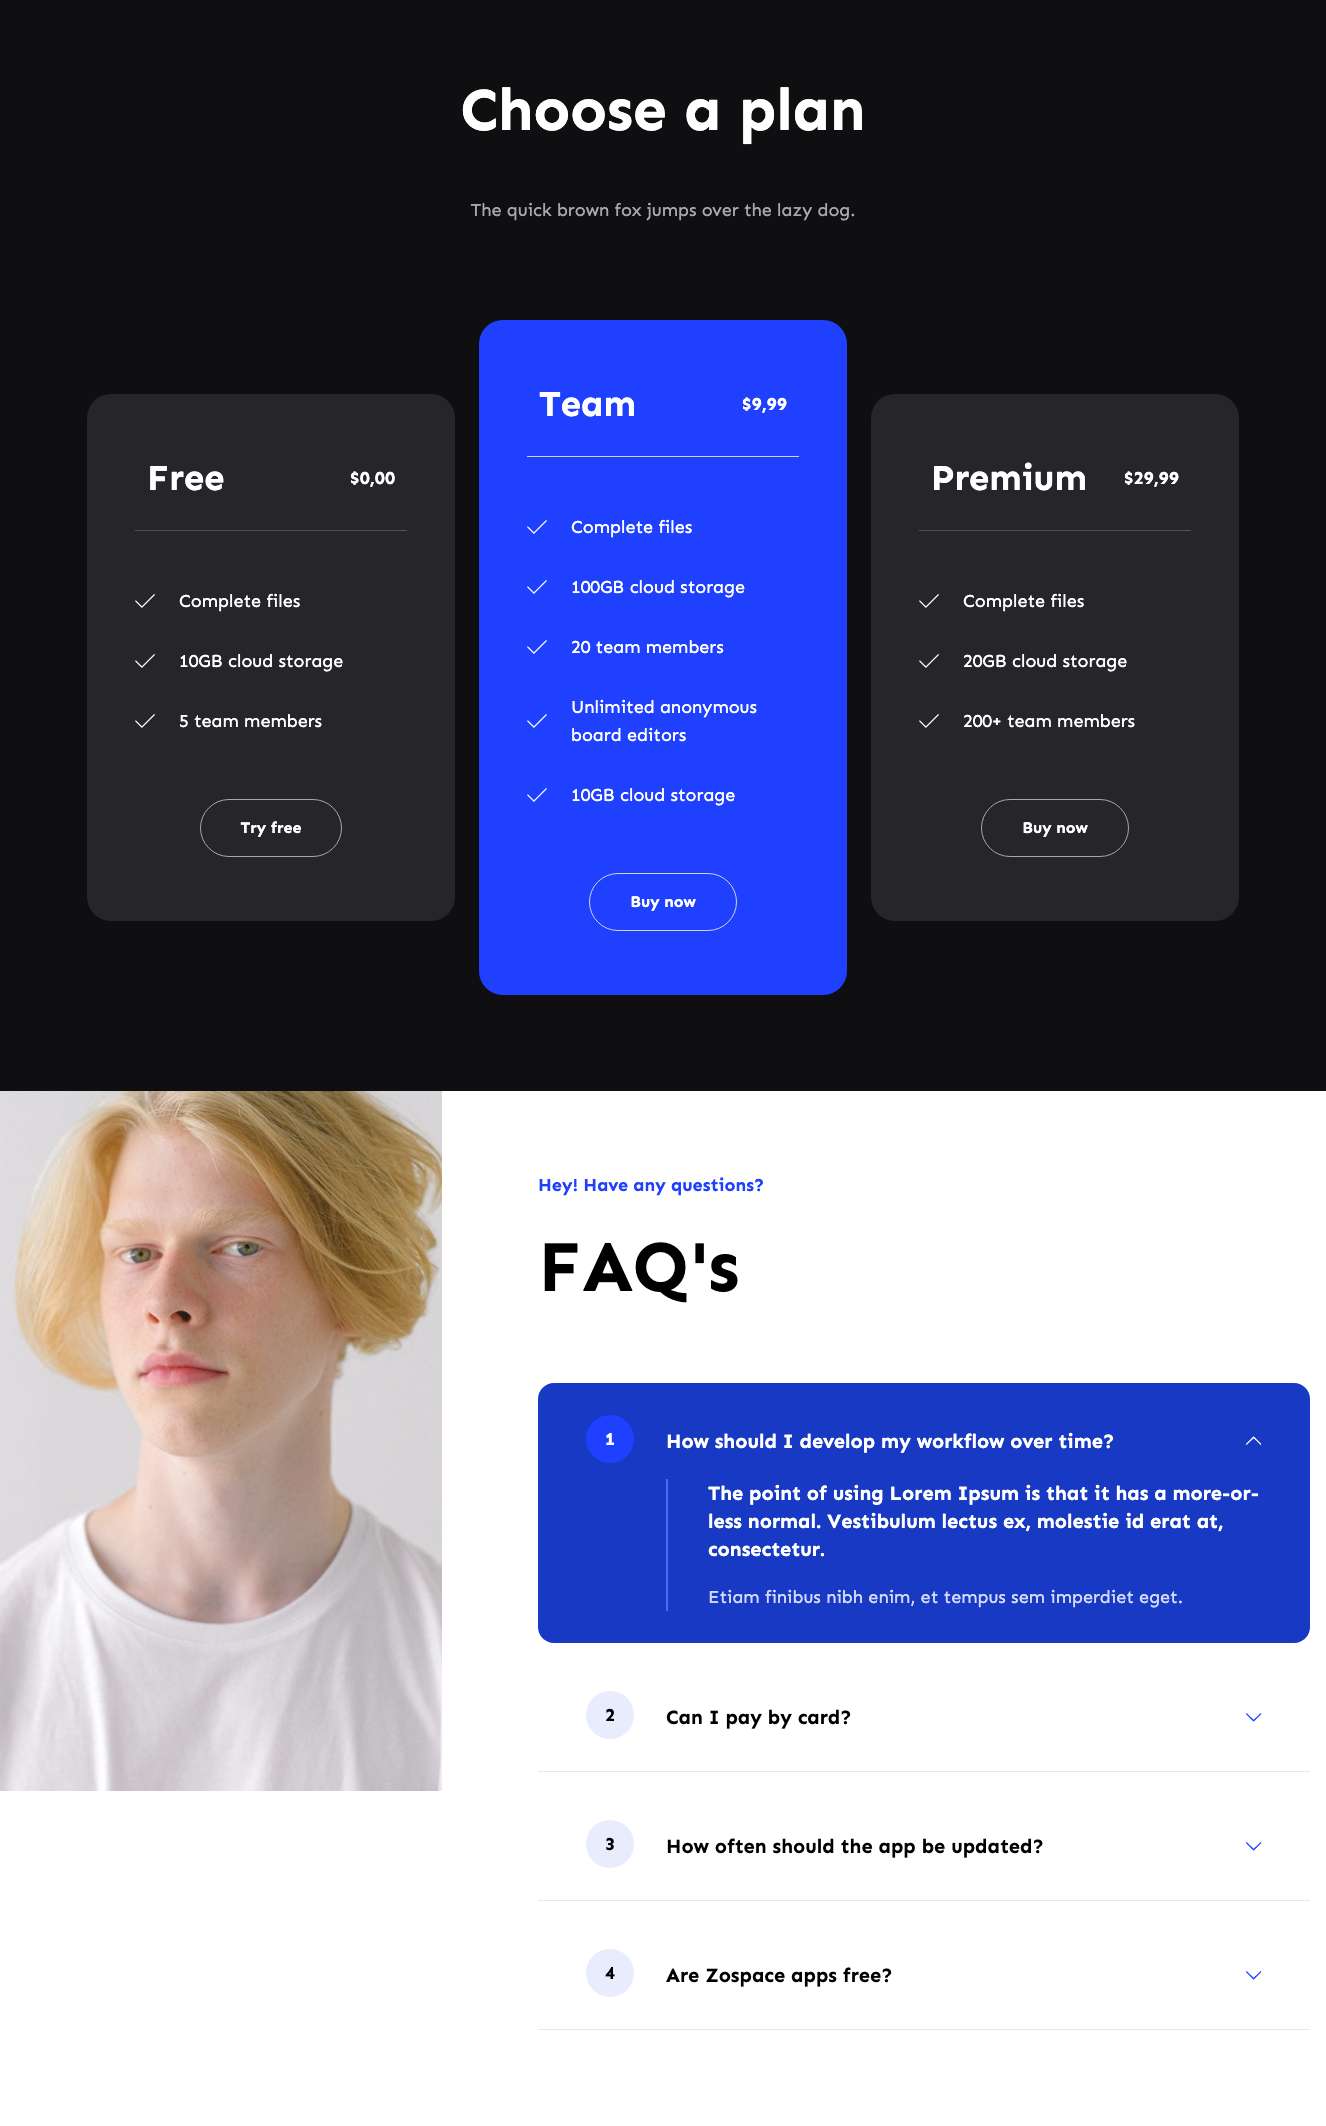 Choose a plan
The quick brown fox jumps over the lazy dog.
Free $0,00
Complete files
10GB cloud storage
5 team members
Try free
Team $9,99
Complete files
100GB cloud storage
20 team members
Unlimited anonymous
board editors
10GB cloud storage
Buy now
Premium $29,99
Complete files
20GB cloud storage
200+ team members
Buy now
Hey! Have any questions?
FAQ's
1 How should I develop my workflow over time?
The point of using Lorem Ipsum is that it has a more-or-
less normal. Vestibulum lectus ex, molestie id erat at,
consectetur.
Etiam finibus nibh enim, et tempus sem imperdiet eget.
2 Can I pay by card?
3 How often should the app be updated?
4 Are Zospace apps free?